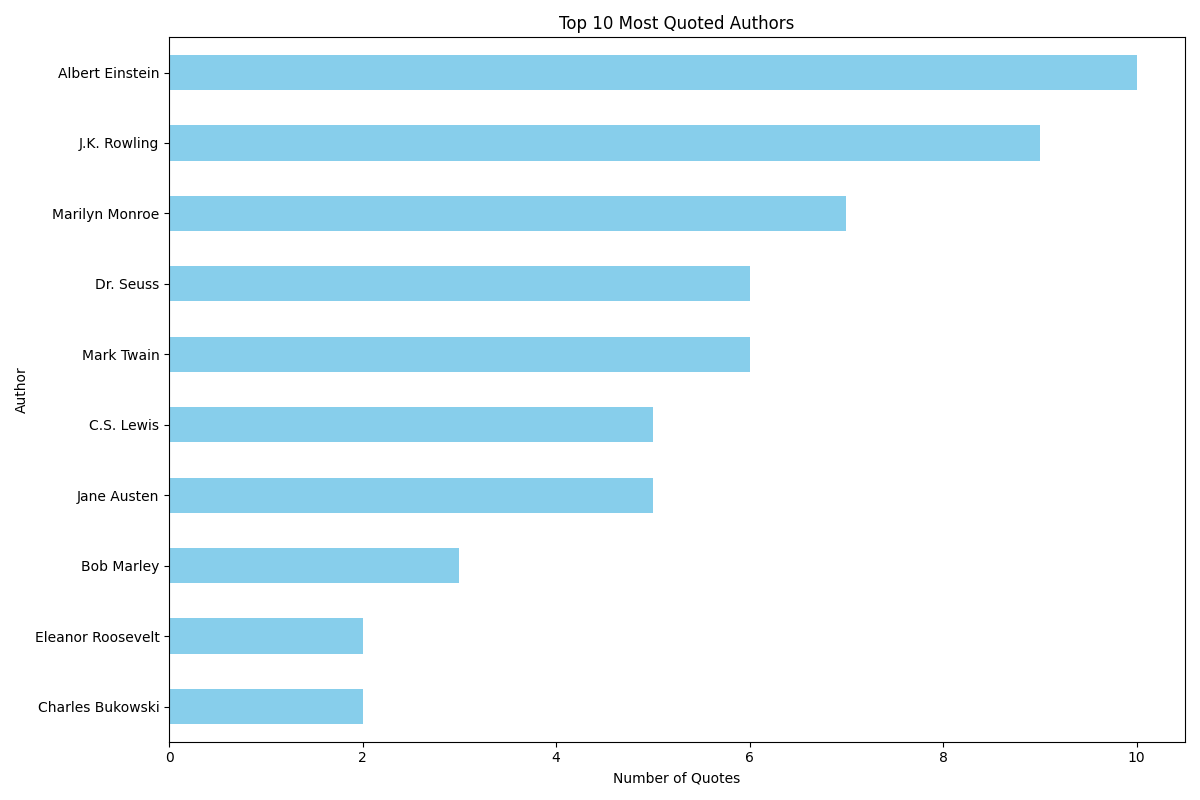 Top 10 Most Quoted Authors
Author
Albert Einstein
J.K. Rowling
Marilyn Monroe
Dr. Seuss
Mark Twain
C.S. Lewis
Jane Austen
Bob Marley
Eleanor Roosevelt
Charles Bukowski
0 2 4 6 8 10
Number of Quotes